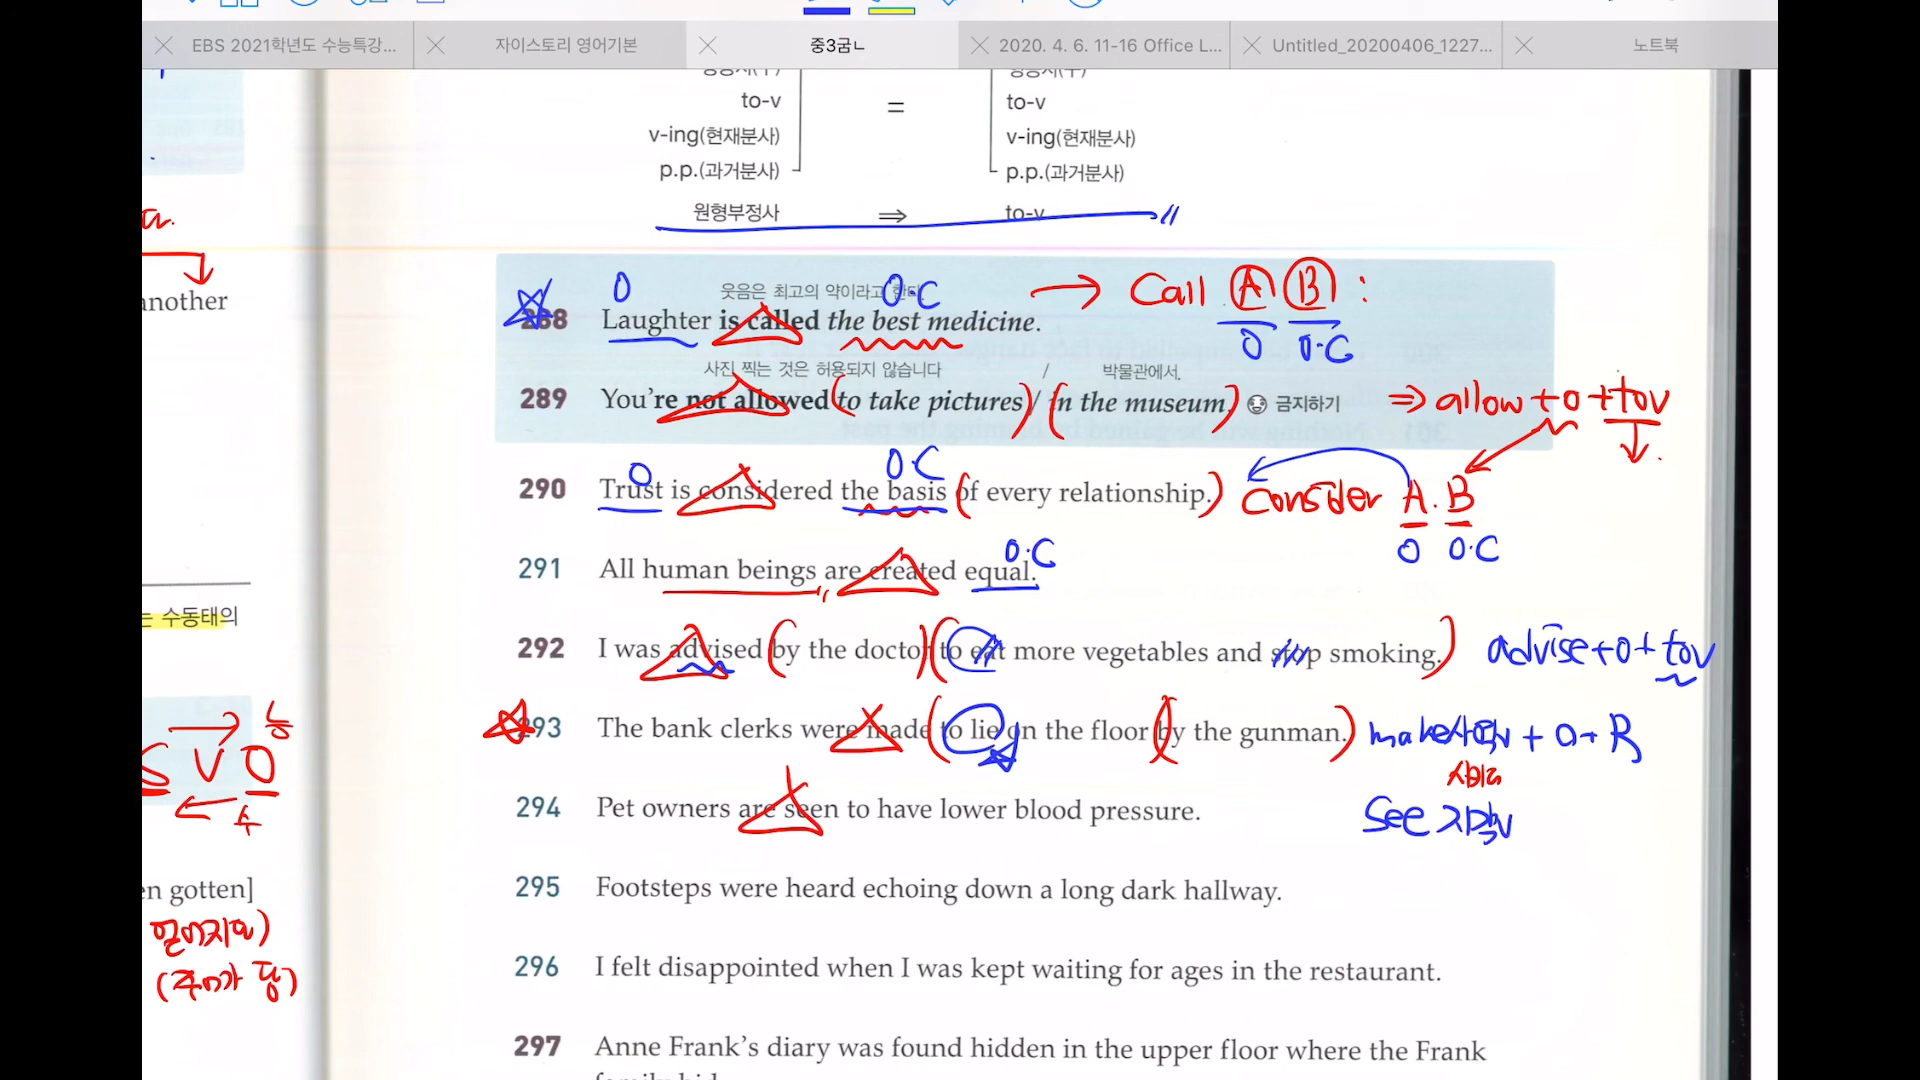 EBS 2021학년도 수능특강...
자이스토리 영어기본
중3굼ㄴ
2020. 4. 6. 11-16 Office L...
Untitled_20200406_1227...
노트북
to-v = to-v
v-ing(현재분사) v-ing(현재분사)
p.p.(과거분사) p.p.(과거분사)
원형부정사 ⇒ to-v
a.
another
O 웃음은 최고의 약이라고 한다 O·C → Call A B :
288 Laughter is called the best medicine.
O O·C
사진 찍는 것은 허용되지 않습니다 / 박물관에서.
289 You're not allowed (to take pictures) / (in the museum.) 금지하기 ⇒ allow + o + to v
O O·C
290 Trust is considered the basis (of every relationship.) Consider A. B
O O·C
O·C
291 All human beings are created equal.
는 수동태의
292 I was advised (by the doctor) (to eat more vegetables and stop smoking.) advise + o + to v
293 The bank clerks were made (to lie on the floor (by the gunman.) make + O + R
S V O
294 Pet owners are seen to have lower blood pressure. See 지각v
en gotten]
295 Footsteps were heard echoing down a long dark hallway.
296 I felt disappointed when I was kept waiting for ages in the restaurant.
297 Anne Frank's diary was found hidden in the upper floor where the Frank